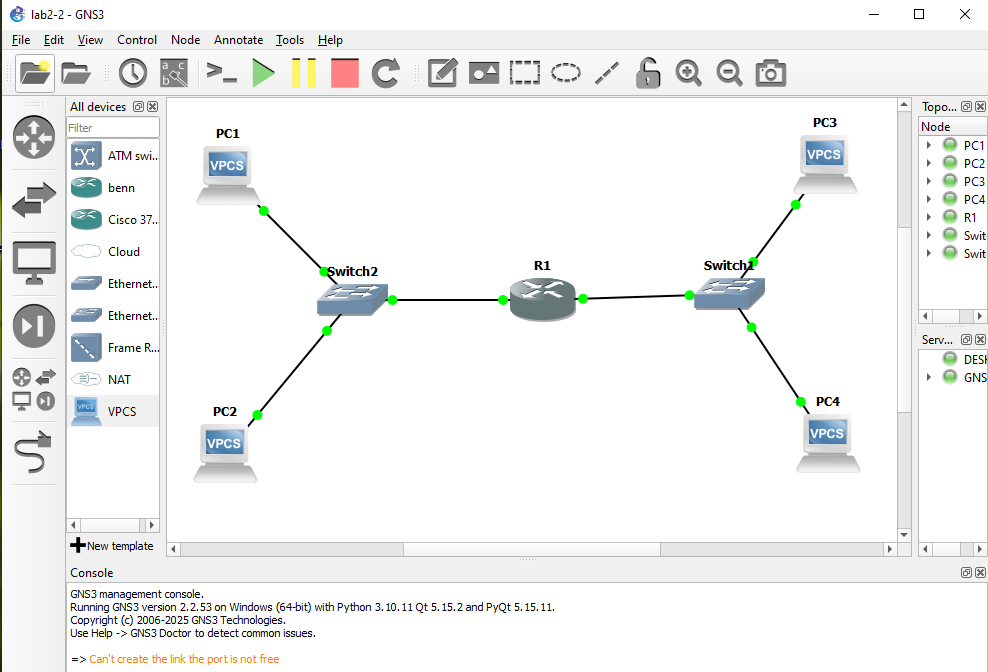 lab2-2 - GNS3
File Edit View Control Node Annotate Tools Help
All devices
Filter
ATM swi...
benn
Cisco 37...
Cloud
Ethernet...
Ethernet...
Frame R...
NAT
VPCS
VPCS
New template
PC1
VPCS
PC3
VPCS
Switch2
R1
Switch1
PC2
VPCS
PC4
VPCS
Topo...
Node
PC1
PC2
PC3
PC4
R1
Swit
Swit
Serv...
DESK
GNS
Console
GNS3 management console.
Running GNS3 version 2.2.53 on Windows (64-bit) with Python 3.10.11 Qt 5.15.2 and PyQt 5.15.11.
Copyright (c) 2006-2025 GNS3 Technologies.
Use Help -> GNS3 Doctor to detect common issues.
=> Can't create the link the port is not free